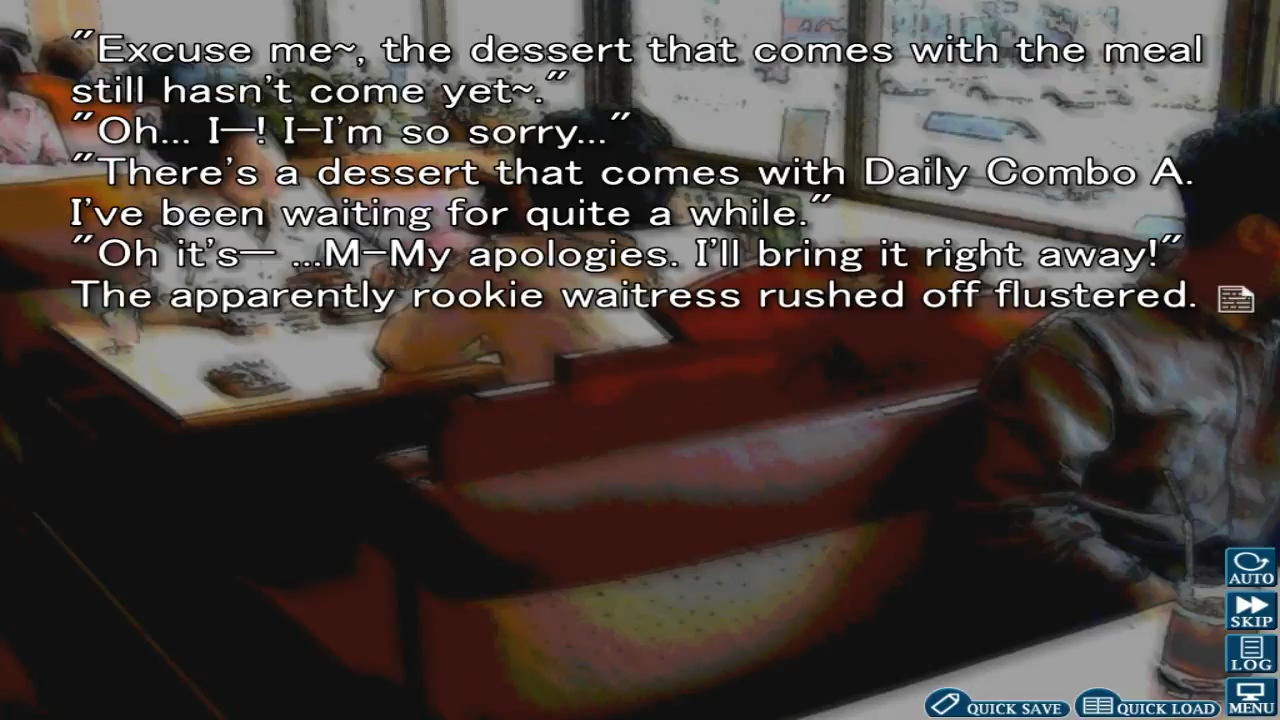 "Excuse me~, the dessert that comes with the meal
still hasn't come yet~."
"Oh... I—! I-I'm so sorry..."
"There's a dessert that comes with Daily Combo A.
I've been waiting for quite a while."
"Oh it's— ...M-My apologies. I'll bring it right away!"
The apparently rookie waitress rushed off flustered.
AUTO
SKIP
LOG
QUICK SAVE
QUICK LOAD
MENU